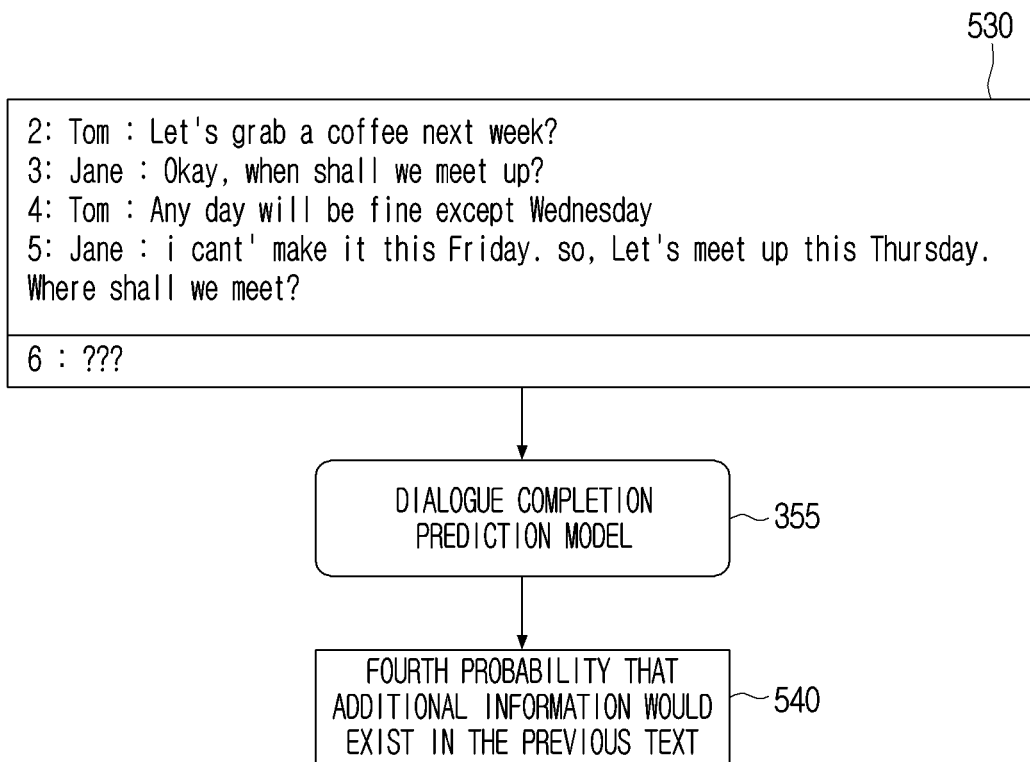 530
2: Tom : Let's grab a coffee next week?
3: Jane : Okay, when shall we meet up?
4: Tom : Any day will be fine except Wednesday
5: Jane : i cant' make it this Friday. so, Let's meet up this Thursday.
Where shall we meet?
6 : ???
DIALOGUE COMPLETION
PREDICTION MODEL
355
FOURTH PROBABILITY THAT
ADDITIONAL INFORMATION WOULD
EXIST IN THE PREVIOUS TEXT
540